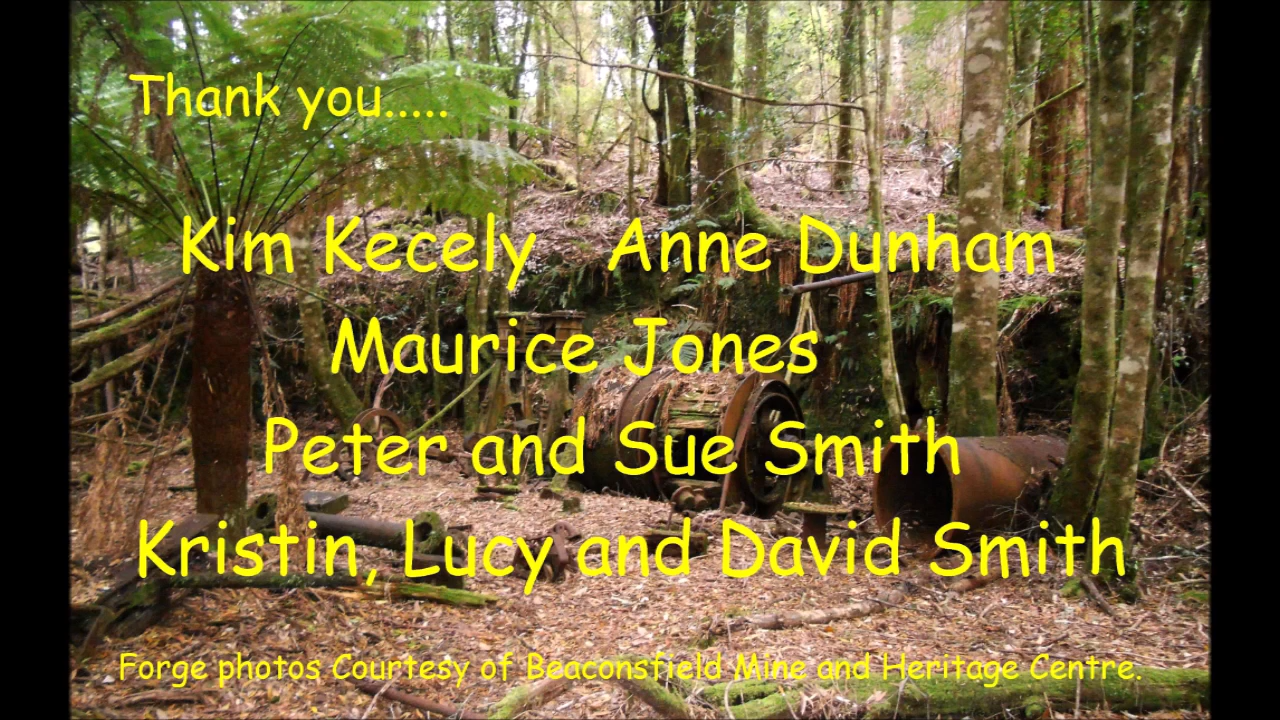 Thank you.....
Kim Kecely Anne Dunham
Maurice Jones
Peter and Sue Smith
Kristin, Lucy and David Smith
Forge photos Courtesy of Beaconsfield Mine and Heritage Centre.